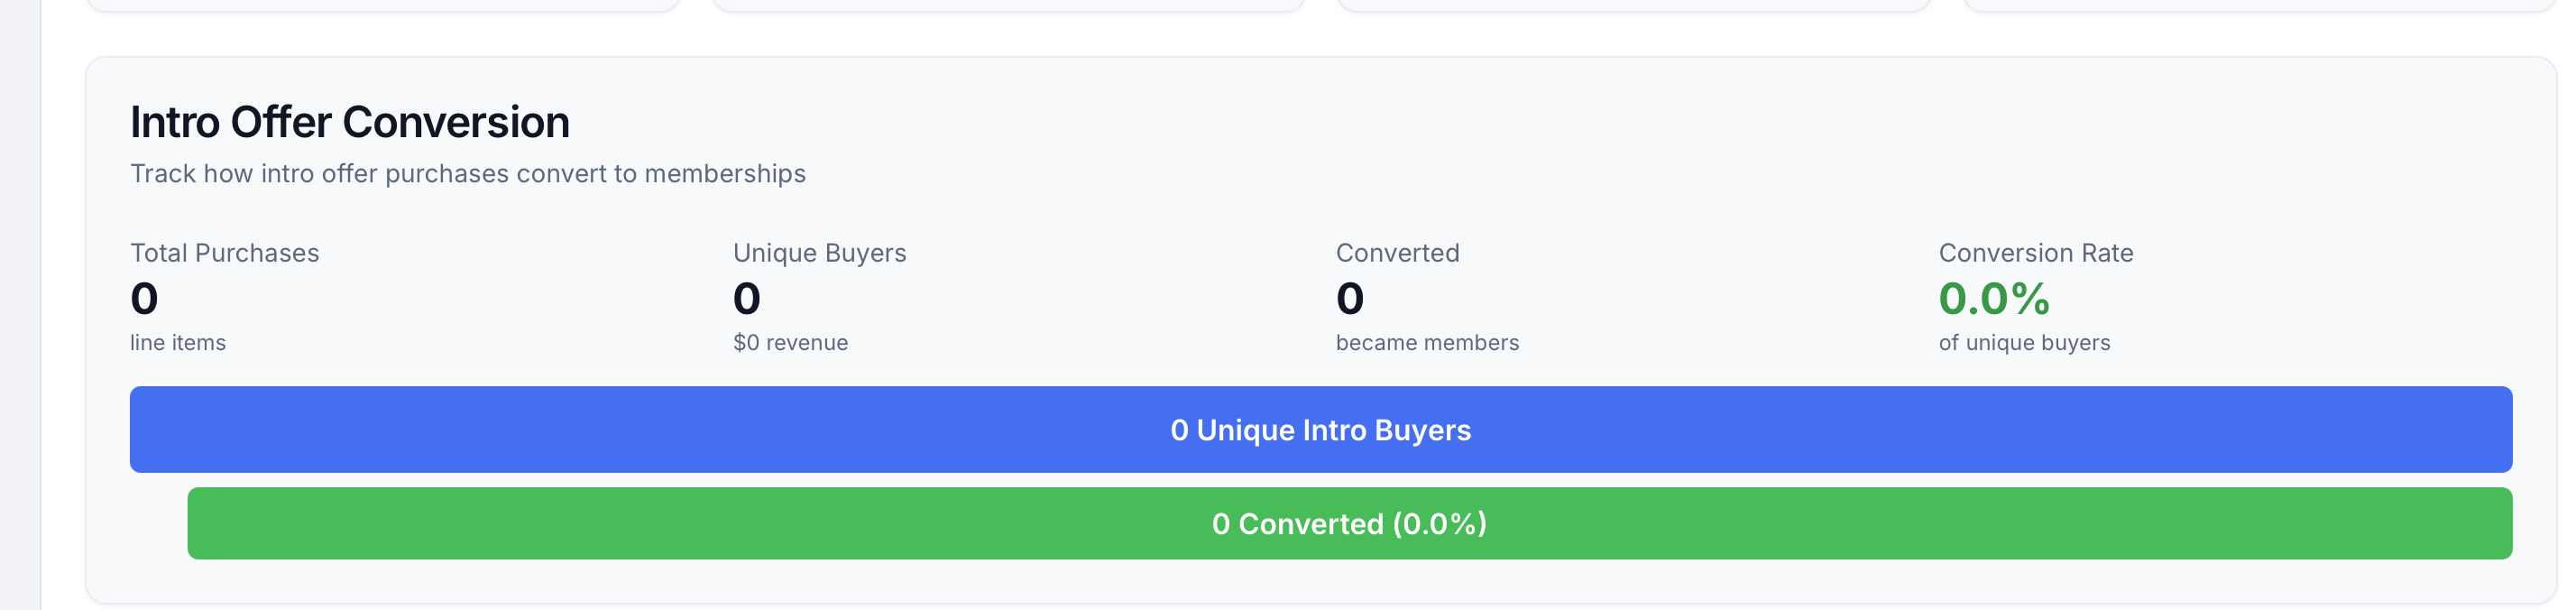 Intro Offer Conversion
Track how intro offer purchases convert to memberships
Total Purchases
0
line items
Unique Buyers
0
$0 revenue
Converted
0
became members
Conversion Rate
0.0%
of unique buyers
0 Unique Intro Buyers
0 Converted (0.0%)